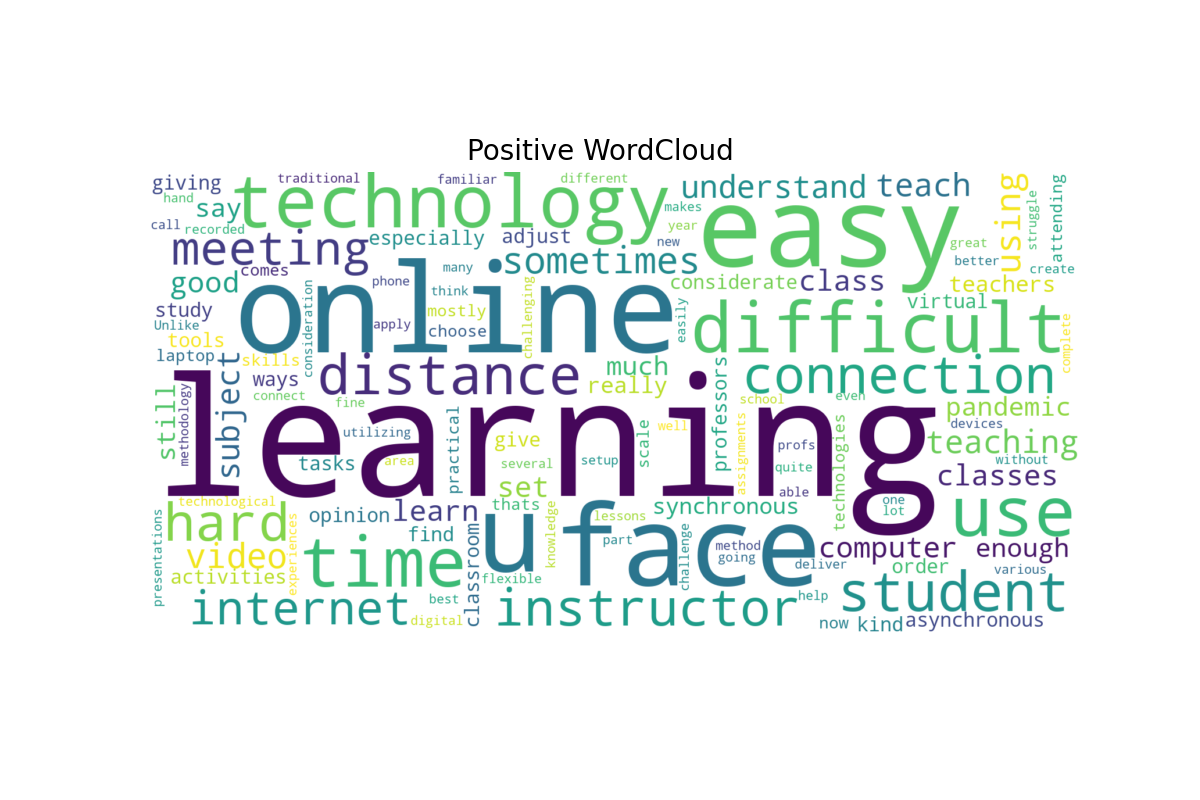 Positive WordCloud
giving
traditional
familiar
different
understand
teach
using
struggle
attending
hand
say
technology
makes
easy
call
recorded
year
meeting
especially
adjust
new
great
better
create
comes
many
sometimes
good
phone
think
considerate
class
teachers
study
online
consideration
mostly
challenging
easily
virtual
Unlike
apply
choose
difficult
tools
complete
laptop
skills
subject
distance
much
connection
ways
connect
really
professors
still
methodology
learning
fine
school
even
pandemic
devices
utilizing
practical
give
scale
well
assignments
profs
technologies
teaching
tasks
area
several
setup
quite
without
classes
set
able
technological
hard
opinion
learn
thats
synchronous
one
lot
use
presentations
experiences
find
classroom
u
knowledge
lessons
face
challenge
video
time
part
method
going
computer
enough
activities
flexible
deliver
order
various
internet
best
digital
instructor
help
student
now
kind
asynchronous